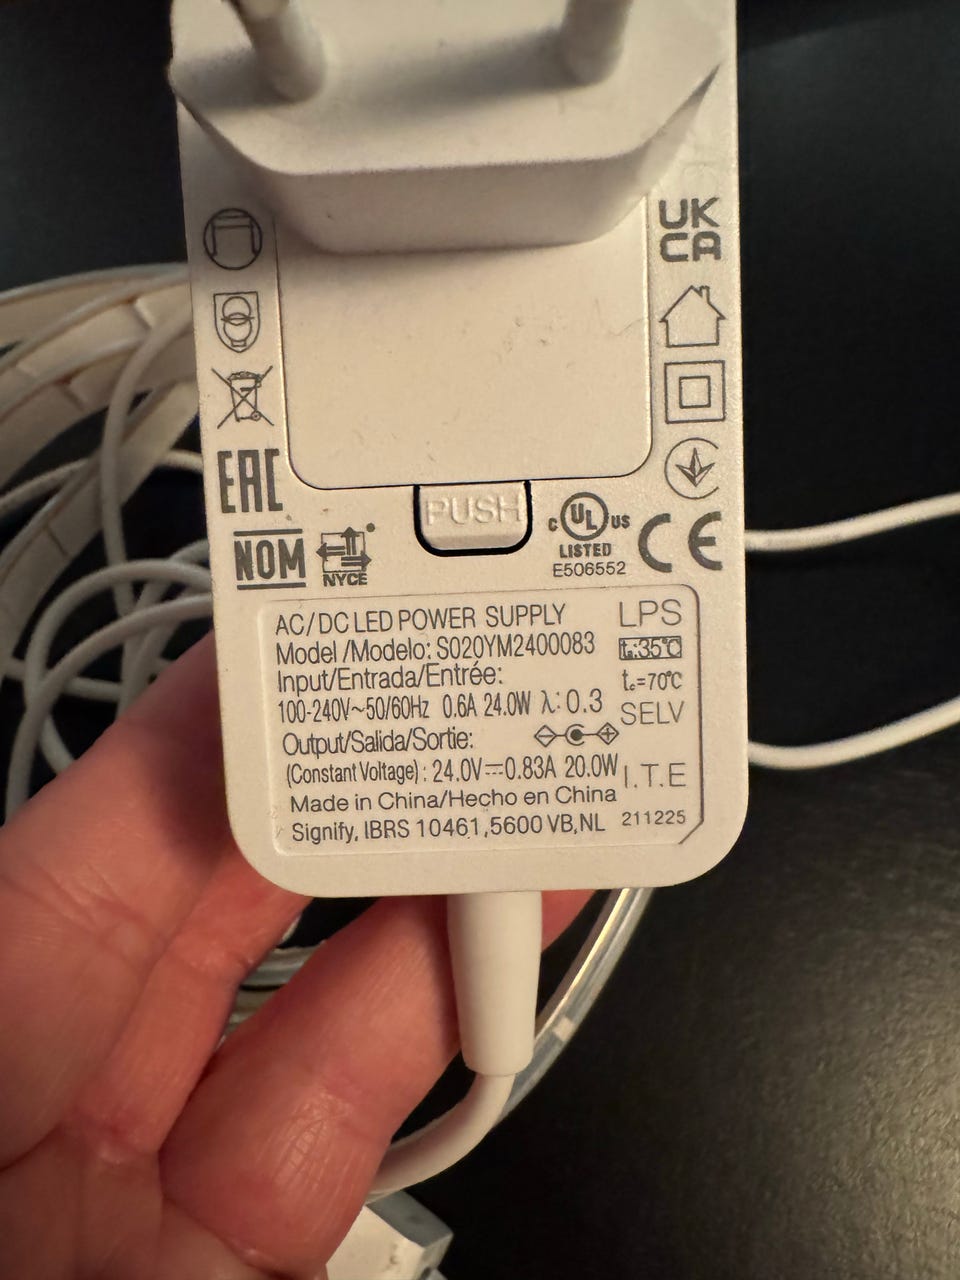 UK
CA
EAC
PUSH
NOM
NYCE
c UL US
LISTED
E506552
CE
AC/DC LED POWER SUPPLY
LPS
Model/Modelo: S020YM2400083
ta:35°C
Input/Entrada/Entrée:
tc=70°C
100-240V~50/60Hz 0.6A 24.0W λ: 0.3
SELV
Output/Salida/Sortie:
(Constant Voltage) : 24.0V⎓0.83A 20.0W
I.T.E
Made in China/Hecho en China
Signify, IBRS 10461,5600 VB,NL
211225